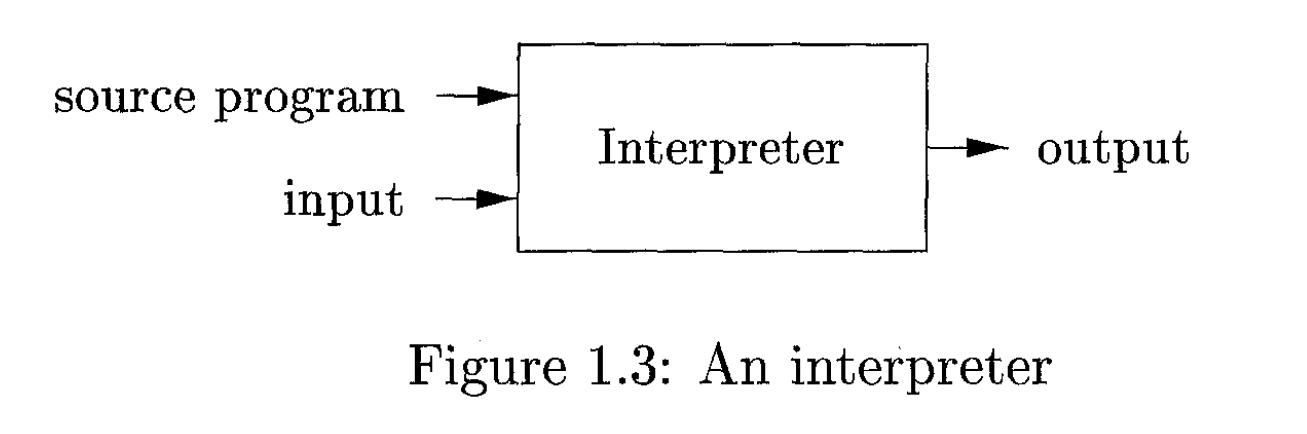 source program
input
Interpreter
output
Figure 1.3: An interpreter